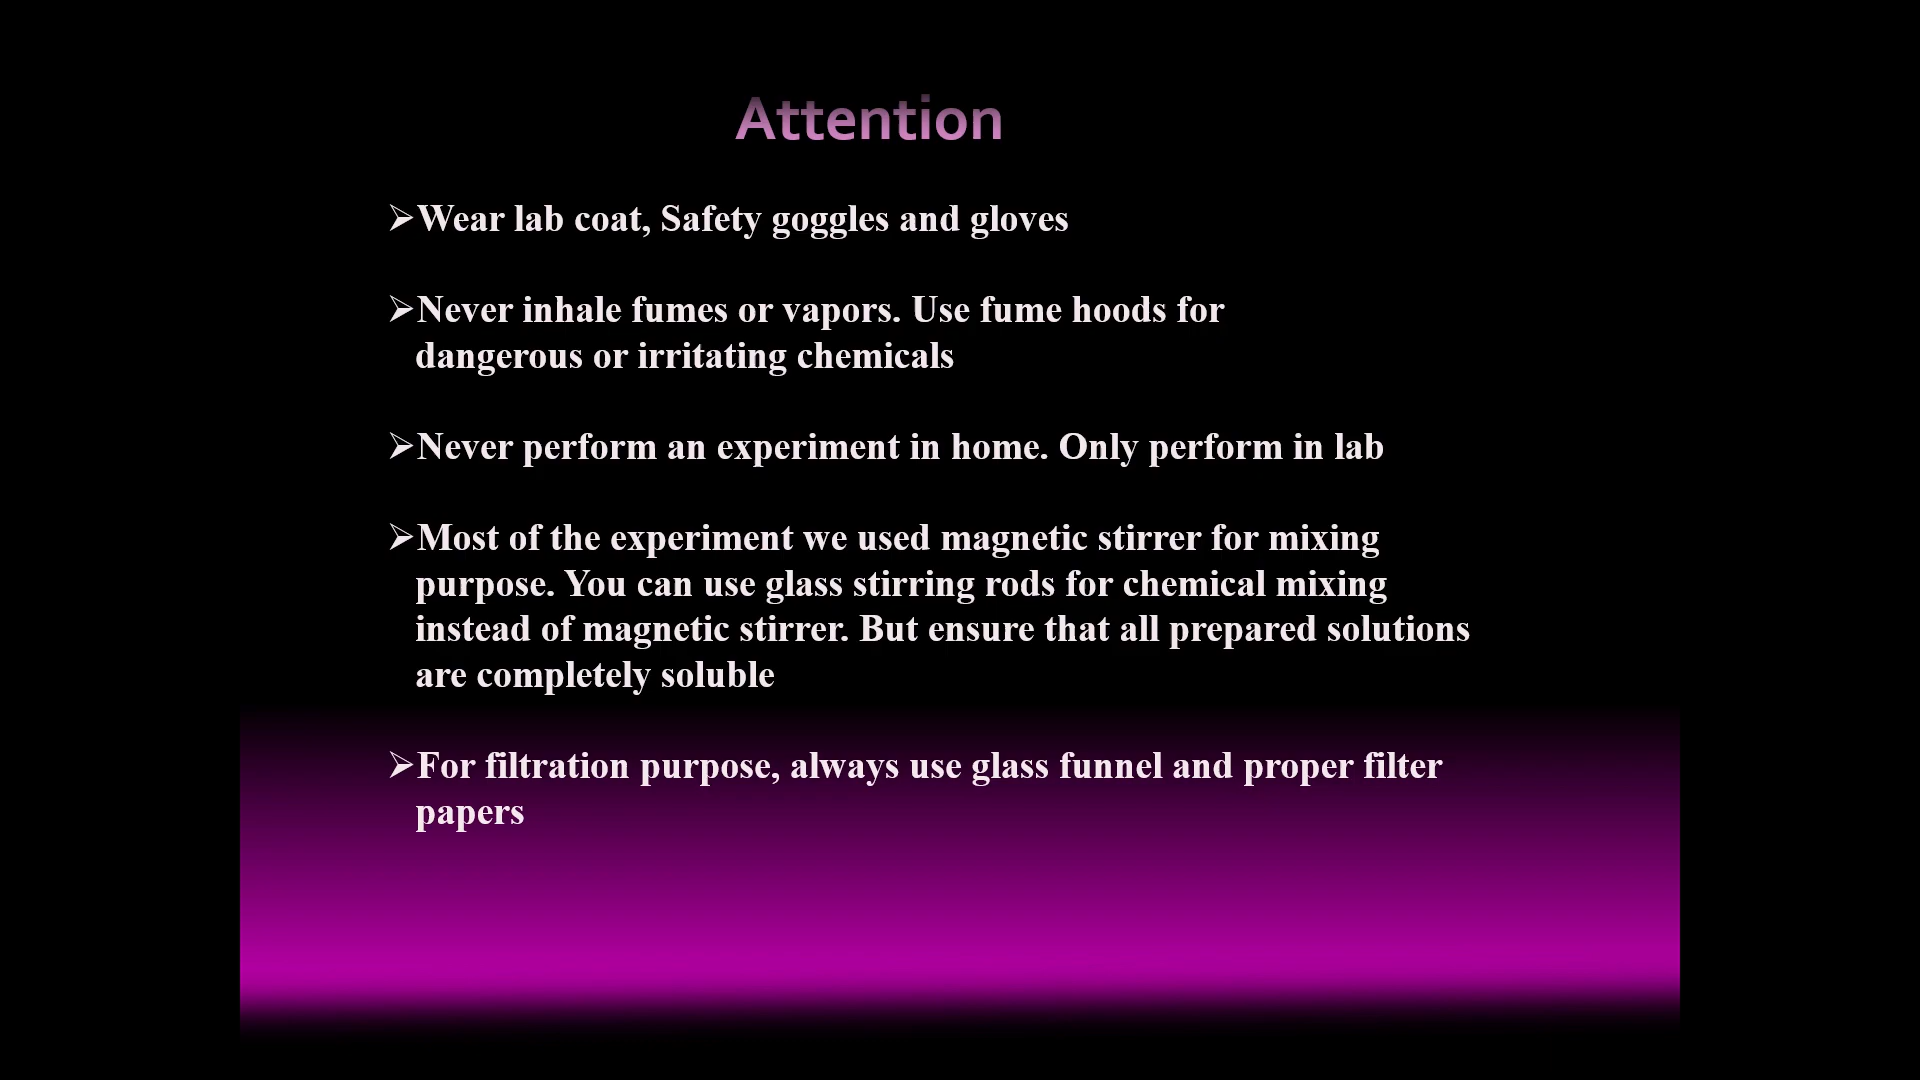 Attention
➢Wear lab coat, Safety goggles and gloves
➢Never inhale fumes or vapors. Use fume hoods for
dangerous or irritating chemicals
➢Never perform an experiment in home. Only perform in lab
➢Most of the experiment we used magnetic stirrer for mixing
purpose. You can use glass stirring rods for chemical mixing
instead of magnetic stirrer. But ensure that all prepared solutions
are completely soluble
➢For filtration purpose, always use glass funnel and proper filter
papers